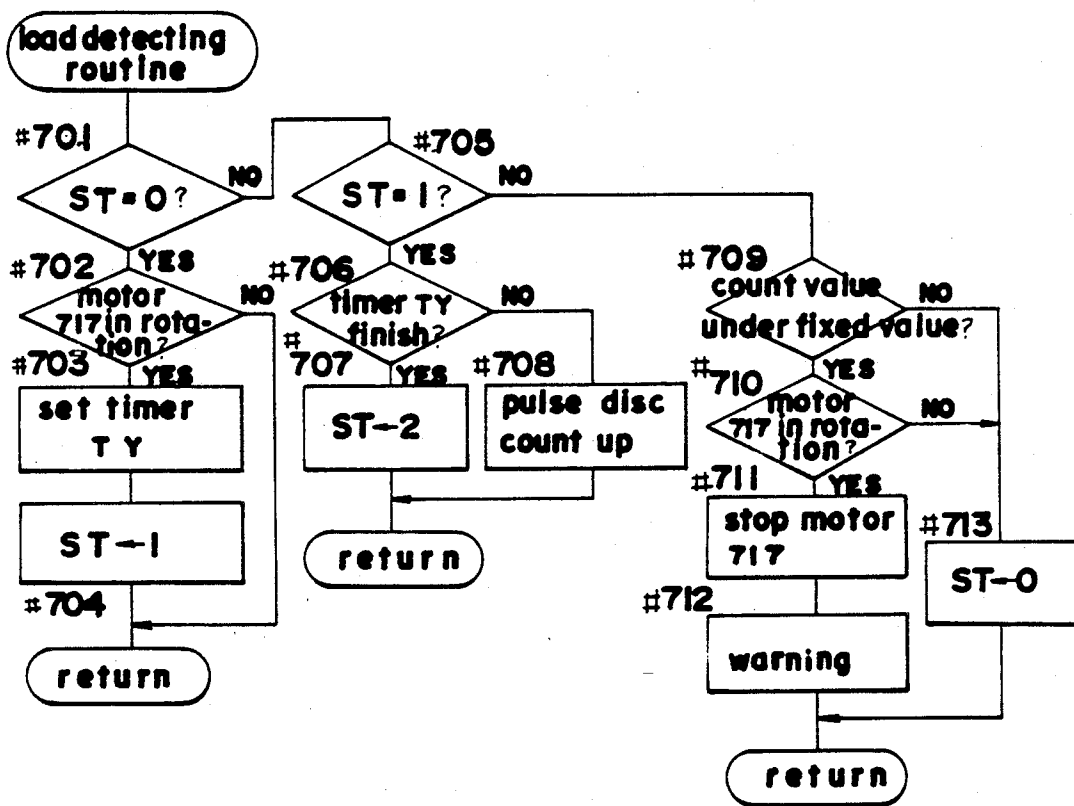 load detecting
routine
#701
ST=0?
NO
YES
#702
motor
717 in rota-
tion?
NO
#703
YES
set timer
TY
ST←1
#704
return
#705
ST=1?
NO
YES
#706
timer TY
finish?
NO
#
707
YES
#708
ST←2
pulse disc
count up
return
#709
count value
under fixed value?
NO
YES
#
710
motor
717 in rota-
tion?
NO
#711
YES
stop motor
717
#713
ST←0
#712
warning
return